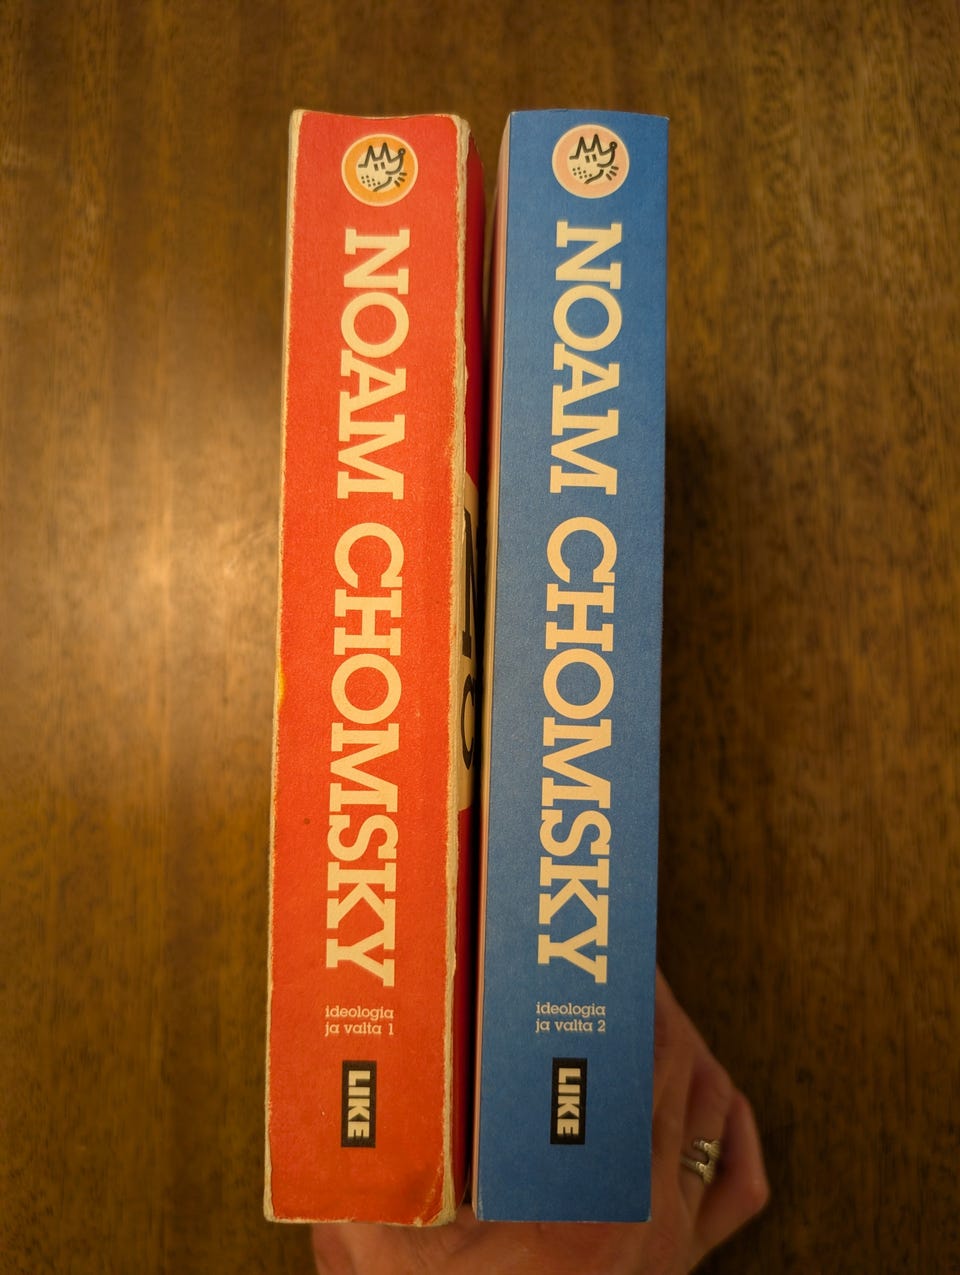 NOAM CHOMSKY
ideologia
ja valta 1
LIKE
NOAM CHOMSKY
ideologia
ja valta 2
LIKE